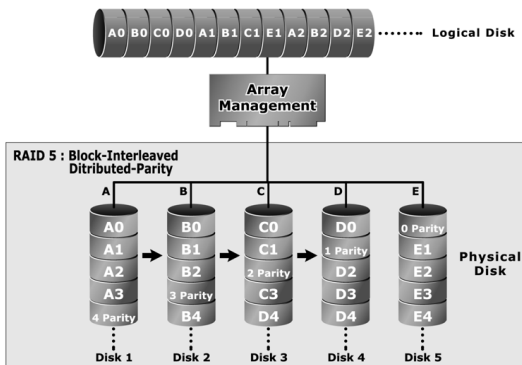 A0 B0 C0 D0 A1 B1 C1 E1 A2 B2 D2 E2 Logical Disk
Array
Management
RAID 5 : Block-Interleaved
Ditributed-Parity
A B C D E
A0 B0 C0 D0 0 Parity
A1 B1 C1 1 Parity E1
A2 B2 2 Parity D2 E2
A3 3 Parity C3 D3 E3
4 Parity B4 D4 D4 E4
Physical
Disk
Disk 1 Disk 2 Disk 3 Disk 4 Disk 5